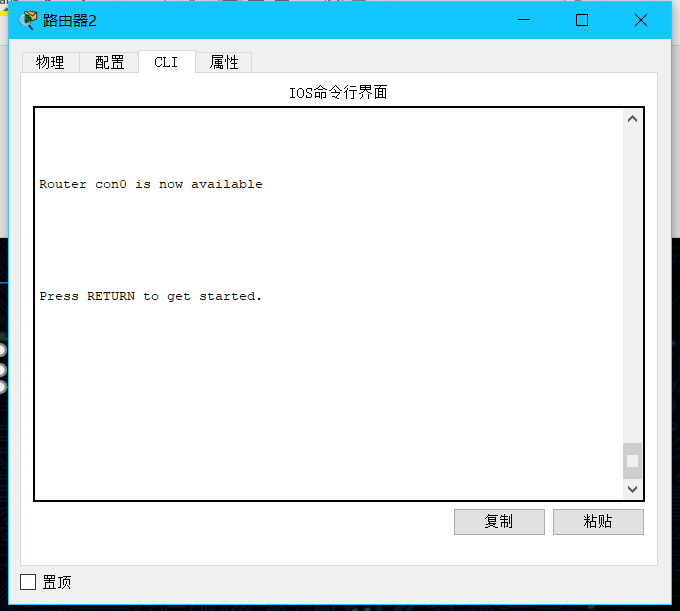 路由器2
物理 配置 CLI 属性
IOS命令行界面
Router con0 is now available
Press RETURN to get started.
复制 粘贴
置顶